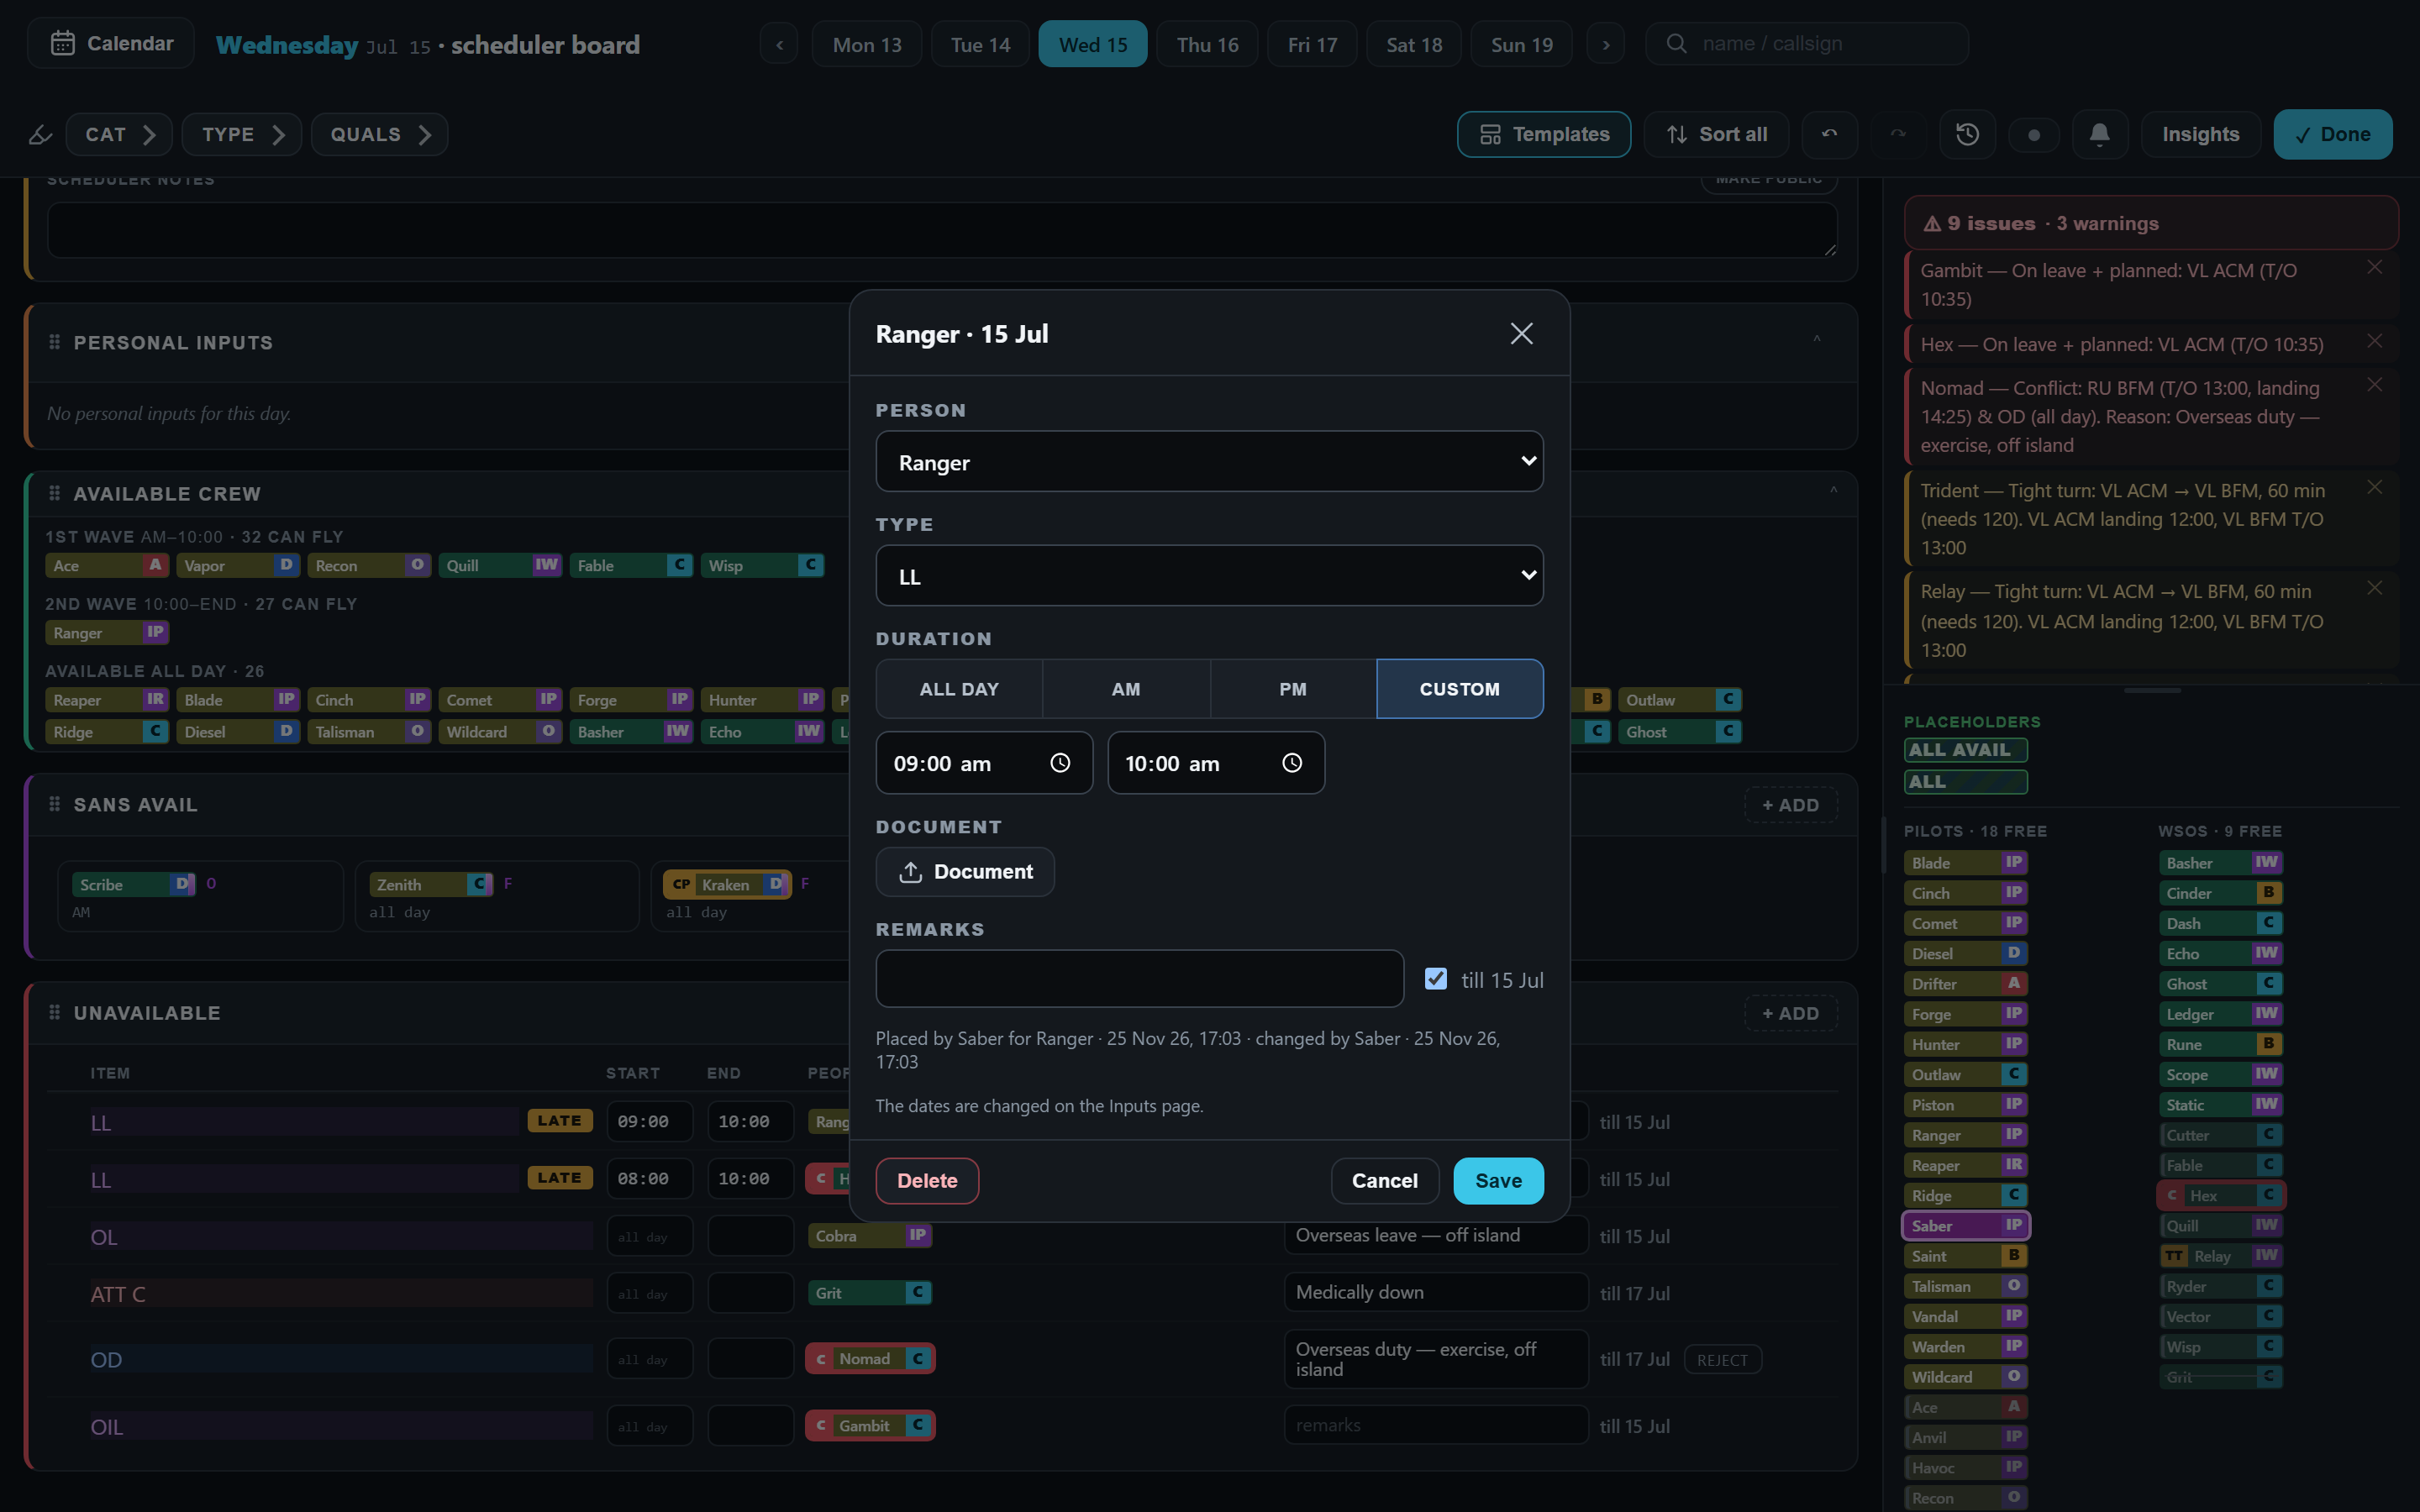 Calendar
Wednesday Jul 15 · scheduler board
‹ Mon 13 Tue 14 Wed 15 Thu 16 Fri 17 Sat 18 Sun 19 ›
name / callsign
CAT TYPE QUALS
Templates Sort all Insights ✓ Done
SCHEDULER NOTES
MAKE PUBLIC
PERSONAL INPUTS
No personal inputs for this day.
AVAILABLE CREW
1ST WAVE AM–10:00 · 32 CAN FLY
Ace A Vapor D Recon O Quill IW Fable C Wisp C
2ND WAVE 10:00–END · 27 CAN FLY
Ranger IP
AVAILABLE ALL DAY · 26
Reaper IR Blade IP Cinch IP Comet IP Forge IP Hunter IP P B Outlaw C
Ridge C Diesel D Talisman O Wildcard O Basher IW Echo IW C Ghost C
SANS AVAIL
+ ADD
Scribe D O
AM
Zenith C F
all day
CP Kraken D F
all day
UNAVAILABLE
+ ADD
ITEM START END
LL LATE 09:00 10:00 till 15 Jul
LL LATE 08:00 10:00 C till 15 Jul
OL all day Cobra IP Overseas leave — off island till 15 Jul
ATT C all day Grit C Medically down till 17 Jul
OD all day C Nomad C Overseas duty — exercise, off island till 17 Jul REJECT
OIL all day C Gambit C remarks till 15 Jul
Ranger · 15 Jul
PERSON
Ranger
TYPE
LL
DURATION
ALL DAY AM PM CUSTOM
09:00 am 10:00 am
DOCUMENT
Document
REMARKS
till 15 Jul
Placed by Saber for Ranger · 25 Nov 26, 17:03 · changed by Saber · 25 Nov 26,
17:03
The dates are changed on the Inputs page.
Delete Cancel Save
⚠ 9 issues · 3 warnings
Gambit — On leave + planned: VL ACM (T/O
10:35)
Hex — On leave + planned: VL ACM (T/O 10:35)
Nomad — Conflict: RU BFM (T/O 13:00, landing
14:25) & OD (all day). Reason: Overseas duty —
exercise, off island
Trident — Tight turn: VL ACM → VL BFM, 60 min
(needs 120). VL ACM landing 12:00, VL BFM T/O
13:00
Relay — Tight turn: VL ACM → VL BFM, 60 min
(needs 120). VL ACM landing 12:00, VL BFM T/O
13:00
PLACEHOLDERS
ALL AVAIL
ALL
PILOTS · 18 FREE
Blade IP
Cinch IP
Comet IP
Diesel D
Drifter A
Forge IP
Hunter IP
Outlaw C
Piston IP
Ranger IP
Reaper IR
Ridge C
Saber IP
Saint B
Talisman O
Vandal IP
Warden IP
Wildcard O
Ace A
Anvil IP
Havoc IP
Recon O
WSOS · 9 FREE
Basher IW
Cinder B
Dash C
Echo IW
Ghost C
Ledger IW
Rune B
Scope IW
Static IW
Cutter C
Fable C
C Hex C
Quill IW
TT Relay IW
Ryder C
Vector C
Wisp C
Grit C